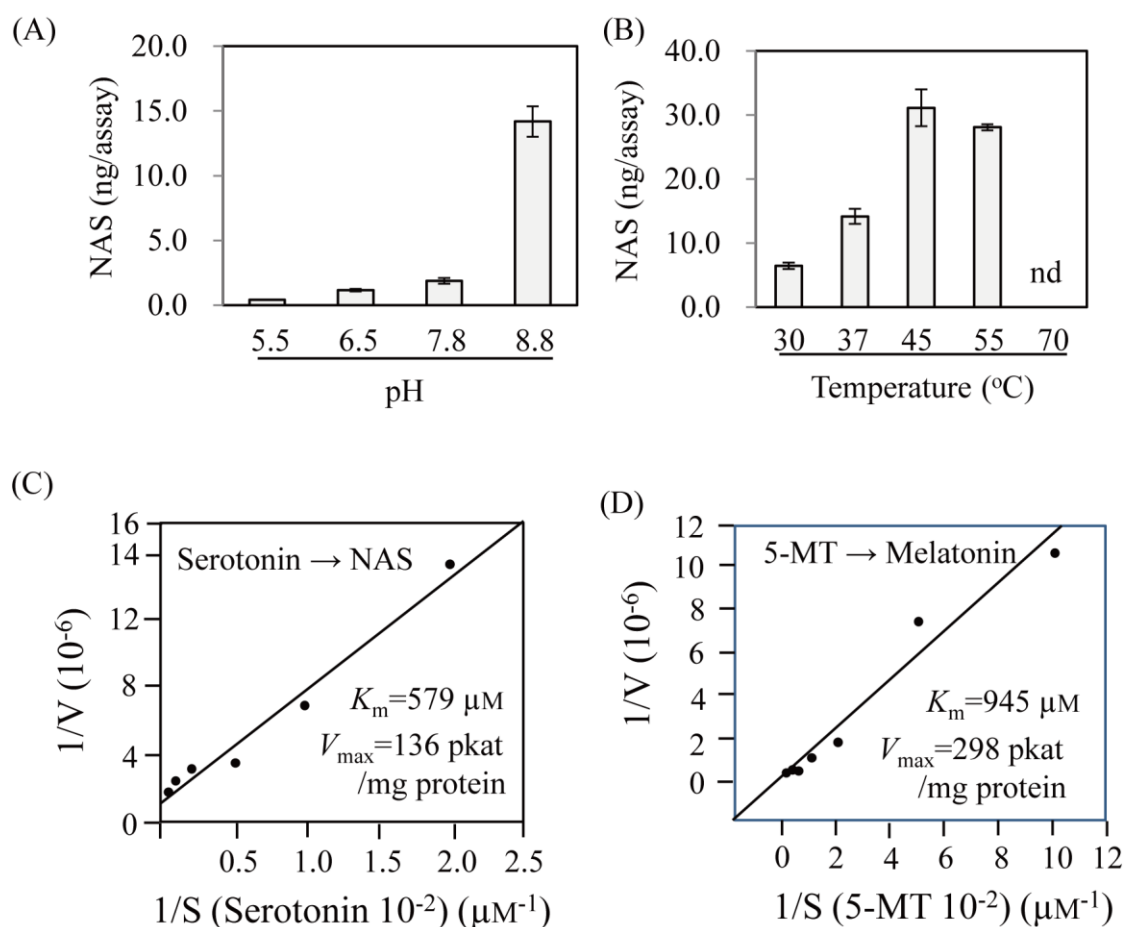 (A)
NAS (ng/assay)
20.0
15.0
10.0
5.0
0.0
5.5 6.5 7.8 8.8
pH
(B)
NAS (ng/assay)
40.0
30.0
20.0
10.0
0.0
nd
30 37 45 55 70
Temperature (°C)
(C)
1/V (10⁻⁶)
16
14
12
8
4
0
Serotonin → NAS
Km=579 μM
Vmax=136 pkat
/mg protein
0.5 1.0 1.5 2.0 2.5
1/S (Serotonin 10⁻²) (μM⁻¹)
(D)
1/V (10⁻⁶)
12
10
8
6
4
2
0
5-MT → Melatonin
Km=945 μM
Vmax=298 pkat
/mg protein
0 2 4 6 8 10 12
1/S (5-MT 10⁻²) (μM⁻¹)